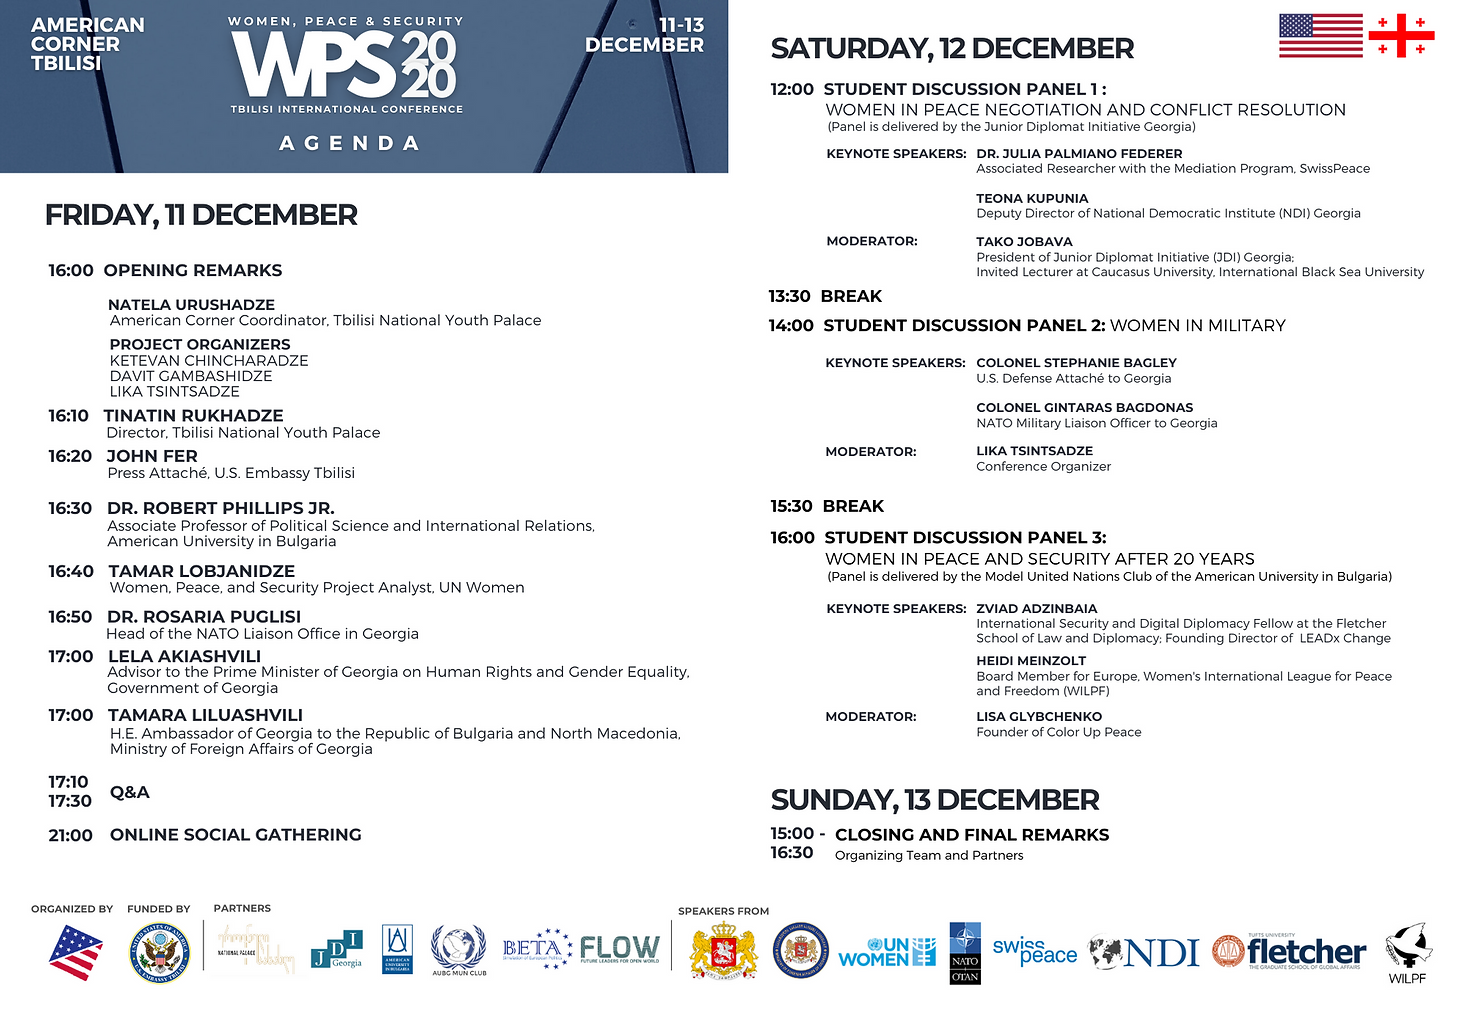 AMERICAN
CORNER
TBILISI
WOMEN, PEACE & SECURITY
WPS 20
20
TBILISI INTERNATIONAL CONFERENCE
AGENDA
11-13
DECEMBER
FRIDAY, 11 DECEMBER
16:00 OPENING REMARKS
NATELA URUSHADZE
American Corner Coordinator, Tbilisi National Youth Palace
PROJECT ORGANIZERS
KETEVAN CHINCHARADZE
DAVIT GAMBASHIDZE
LIKA TSINTSADZE
16:10 TINATIN RUKHADZE
Director, Tbilisi National Youth Palace
16:20 JOHN FER
Press Attaché, U.S. Embassy Tbilisi
16:30 DR. ROBERT PHILLIPS JR.
Associate Professor of Political Science and International Relations,
American University in Bulgaria
16:40 TAMAR LOBJANIDZE
Women, Peace, and Security Project Analyst, UN Women
16:50 DR. ROSARIA PUGLISI
Head of the NATO Liaison Office in Georgia
17:00 LELA AKIASHVILI
Advisor to the Prime Minister of Georgia on Human Rights and Gender Equality,
Government of Georgia
17:00 TAMARA LILUASHVILI
H.E. Ambassador of Georgia to the Republic of Bulgaria and North Macedonia,
Ministry of Foreign Affairs of Georgia
17:10
17:30 Q&A
21:00 ONLINE SOCIAL GATHERING
SATURDAY, 12 DECEMBER
12:00 STUDENT DISCUSSION PANEL 1 :
WOMEN IN PEACE NEGOTIATION AND CONFLICT RESOLUTION
(Panel is delivered by the Junior Diplomat Initiative Georgia)
KEYNOTE SPEAKERS: DR. JULIA PALMIANO FEDERER
Associated Researcher with the Mediation Program, SwissPeace
TEONA KUPUNIA
Deputy Director of National Democratic Institute (NDI) Georgia
MODERATOR: TAKO JOBAVA
President of Junior Diplomat Initiative (JDI) Georgia;
Invited Lecturer at Caucasus University, International Black Sea University
13:30 BREAK
14:00 STUDENT DISCUSSION PANEL 2: WOMEN IN MILITARY
KEYNOTE SPEAKERS: COLONEL STEPHANIE BAGLEY
U.S. Defense Attaché to Georgia
COLONEL GINTARAS BAGDONAS
NATO Military Liaison Officer to Georgia
MODERATOR: LIKA TSINTSADZE
Conference Organizer
15:30 BREAK
16:00 STUDENT DISCUSSION PANEL 3:
WOMEN IN PEACE AND SECURITY AFTER 20 YEARS
(Panel is delivered by the Model United Nations Club of the American University in Bulgaria)
KEYNOTE SPEAKERS: ZVIAD ADZINBAIA
International Security and Digital Diplomacy Fellow at the Fletcher
School of Law and Diplomacy; Founding Director of LEADx Change
HEIDI MEINZOLT
Board Member for Europe, Women's International League for Peace
and Freedom (WILPF)
MODERATOR: LISA GLYBCHENKO
Founder of Color Up Peace
SUNDAY, 13 DECEMBER
15:00 - CLOSING AND FINAL REMARKS
16:30 Organizing Team and Partners
ORGANIZED BY FUNDED BY PARTNERS SPEAKERS FROM
NATIONAL PALACE
JDI
Georgia
AMERICAN
UNIVERSITY
IN BULGARIA
AUBG MUN CLUB
BETA
FLOW
FUTURE LEADERS FOR OPEN WORLD
UN
WOMEN
NATO
OTAN
swiss
peace
NDI
TUFTS UNIVERSITY
fletcher
THE GRADUATE SCHOOL OF GLOBAL AFFAIRS
WILPF